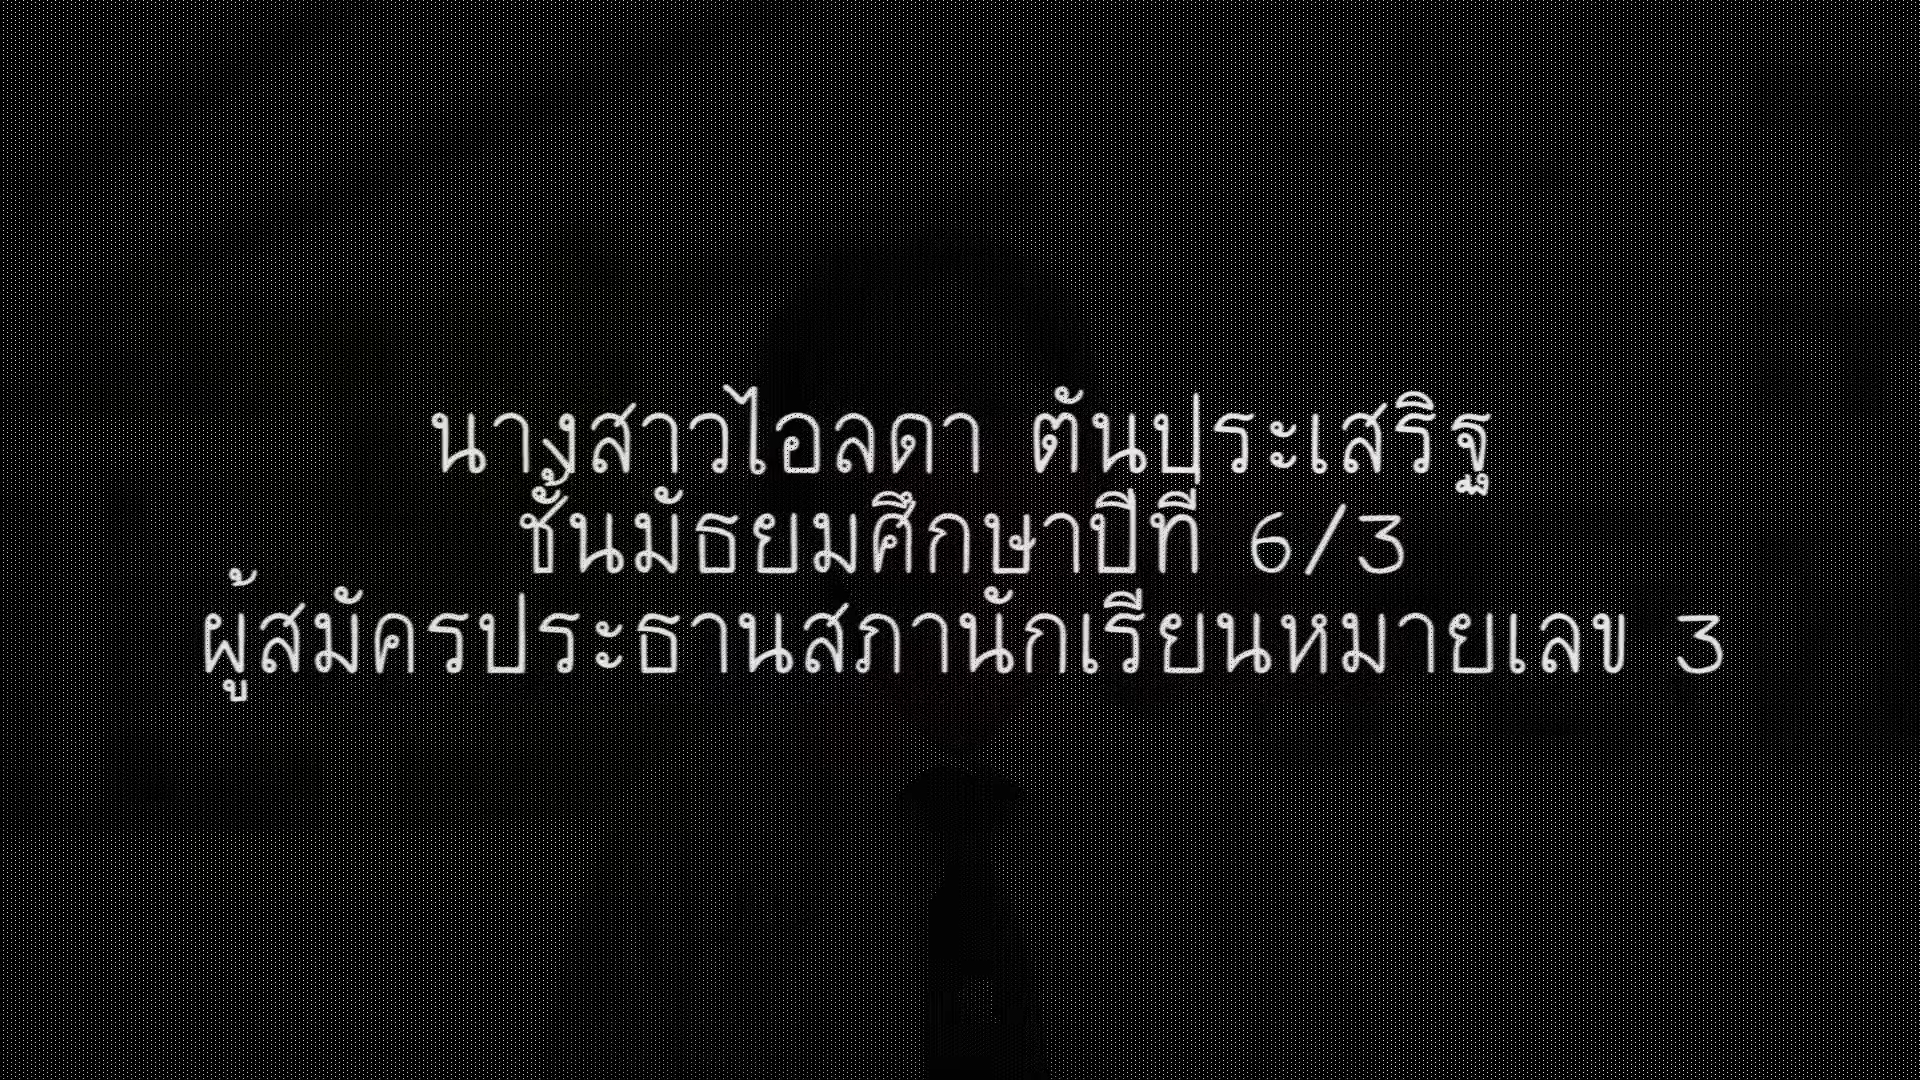 นางสาวไอลดา ตันประเสริฐ
ชั้นมัธยมศึกษาปีที่ 6/3
ผู้สมัครประธานสภานักเรียนหมายเลข 3